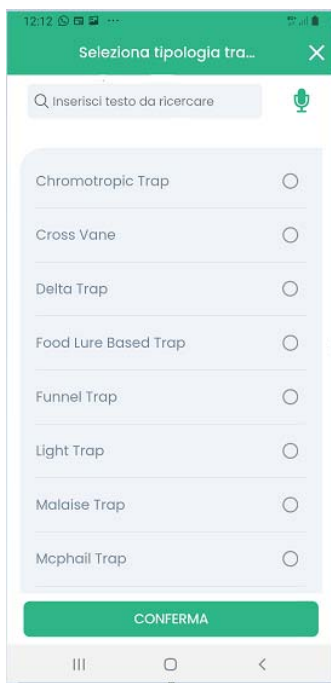 12:12
Seleziona tipologia tra...
Inserisci testo da ricercare
Chromotropic Trap
Cross Vane
Delta Trap
Food Lure Based Trap
Funnel Trap
Light Trap
Malaise Trap
Mcphail Trap
CONFERMA